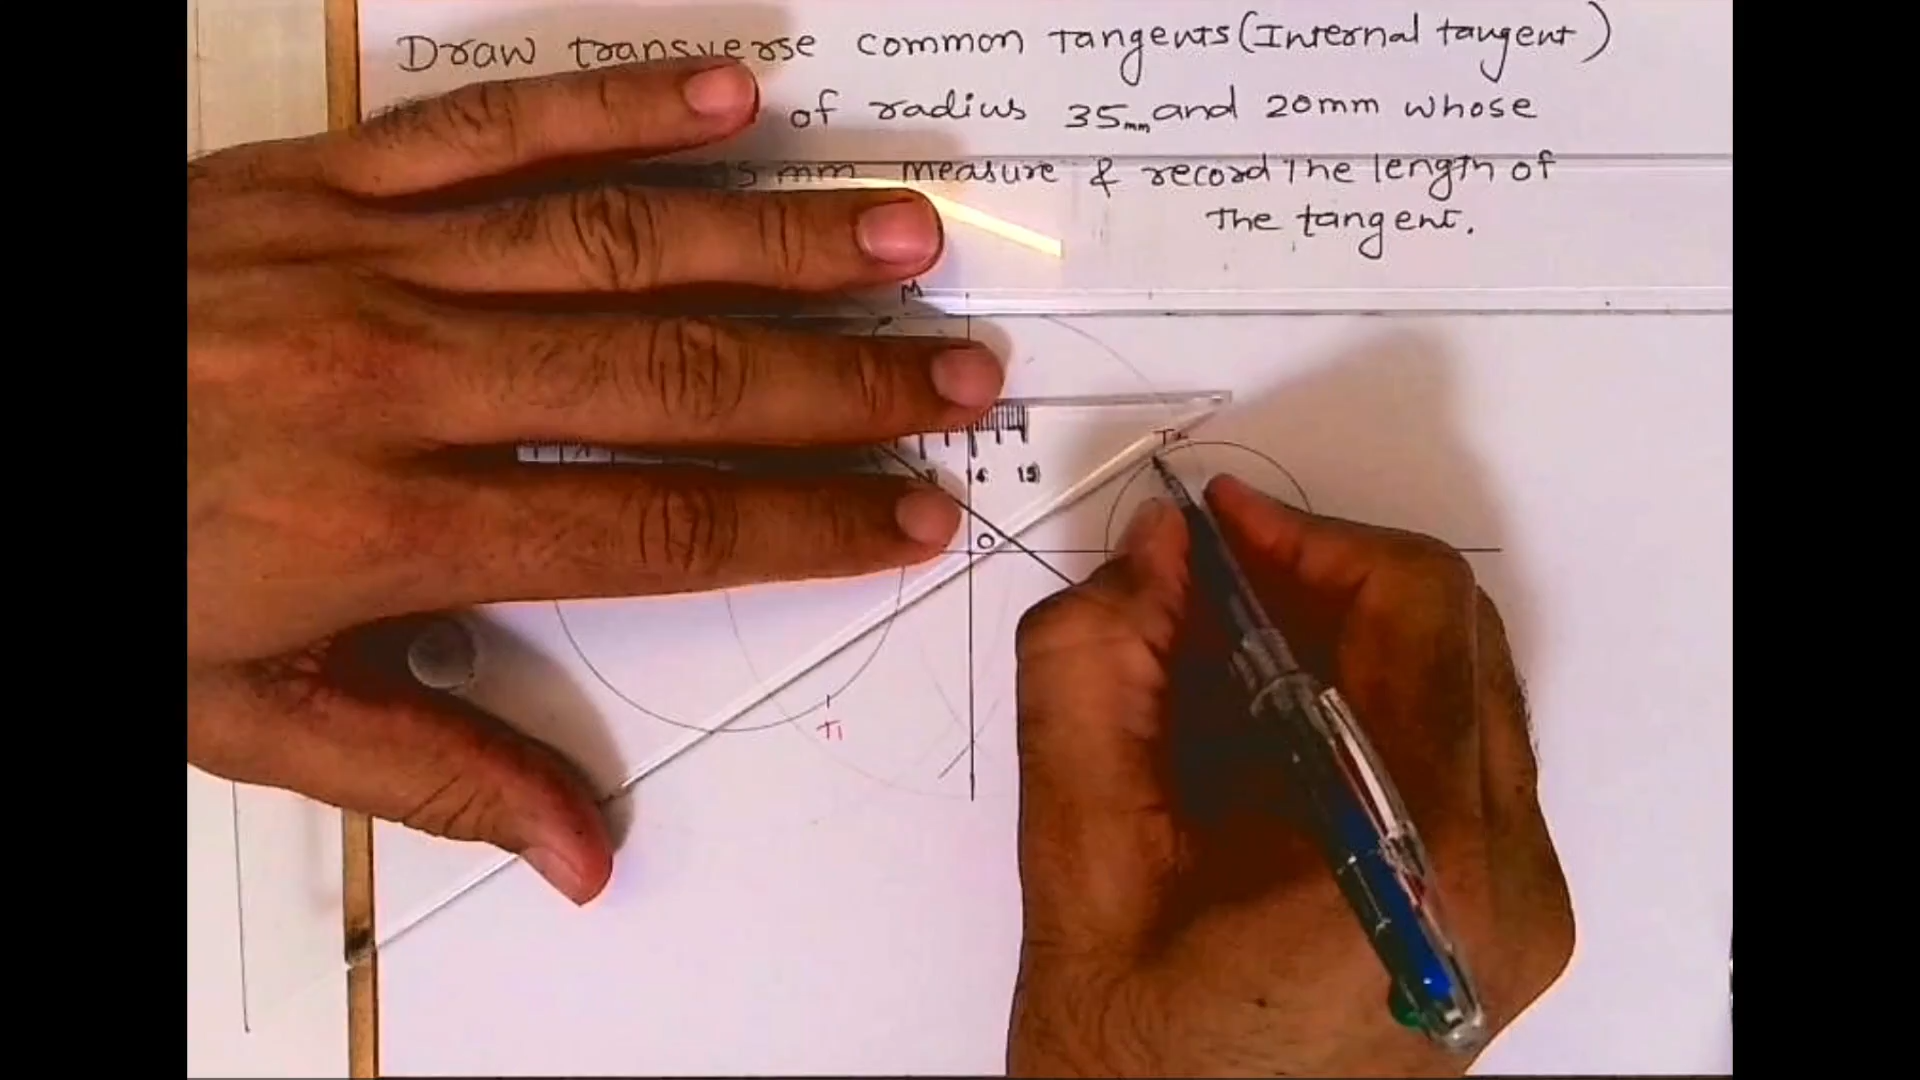 Draw transverse common tangents (Internal tangent)
of radius 35mm and 20mm whose
5 mm measure & record The length of
The tangent.
M
T2
14 15
O
T1